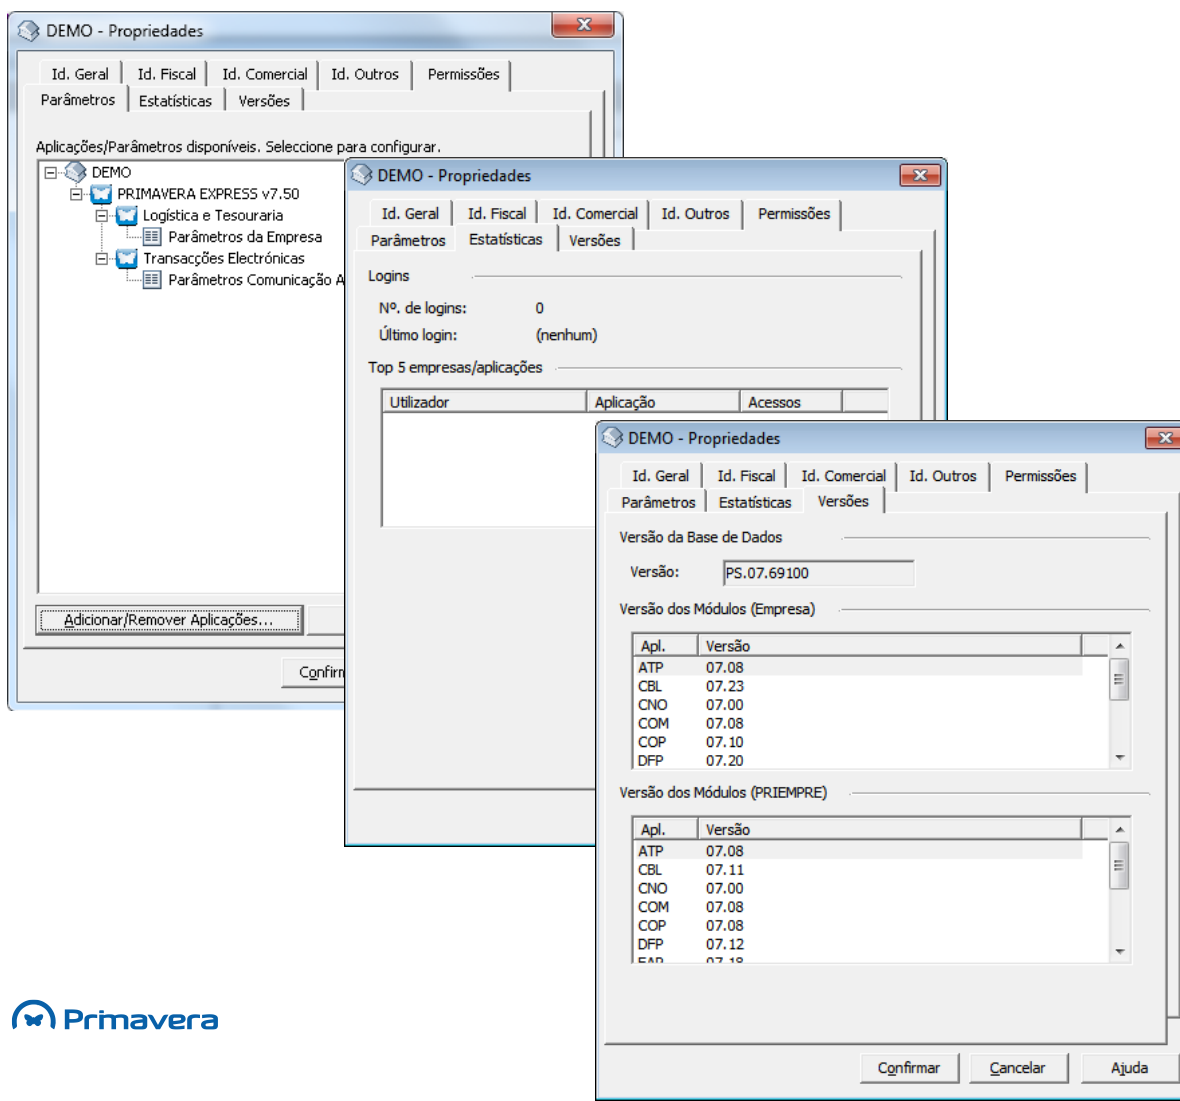 DEMO - Propriedades
Id. Geral Id. Fiscal Id. Comercial Id. Outros Permissões
Parâmetros Estatísticas Versões
Aplicações/Parâmetros disponíveis. Seleccione para configurar.
DEMO
PRIMAVERA EXPRESS v7.50
Logística e Tesouraria
Parâmetros da Empresa
Transacções Electrónicas
Parâmetros Comunicação A
Adicionar/Remover Aplicações...
Confirm
DEMO - Propriedades
Id. Geral Id. Fiscal Id. Comercial Id. Outros Permissões
Parâmetros Estatísticas Versões
Logins
Nº. de logins: 0
Último login: (nenhum)
Top 5 empresas/aplicações
Utilizador Aplicação Acessos
DEMO - Propriedades
Id. Geral Id. Fiscal Id. Comercial Id. Outros Permissões
Parâmetros Estatísticas Versões
Versão da Base de Dados
Versão: PS.07.69100
Versão dos Módulos (Empresa)
Apl. Versão
ATP 07.08
CBL 07.23
CNO 07.00
COM 07.08
COP 07.10
DFP 07.20
Versão dos Módulos (PRIEMPRE)
Apl. Versão
ATP 07.08
CBL 07.11
CNO 07.00
COM 07.08
COP 07.08
DFP 07.12
EAP 07.18
Confirmar Cancelar Ajuda
Primavera